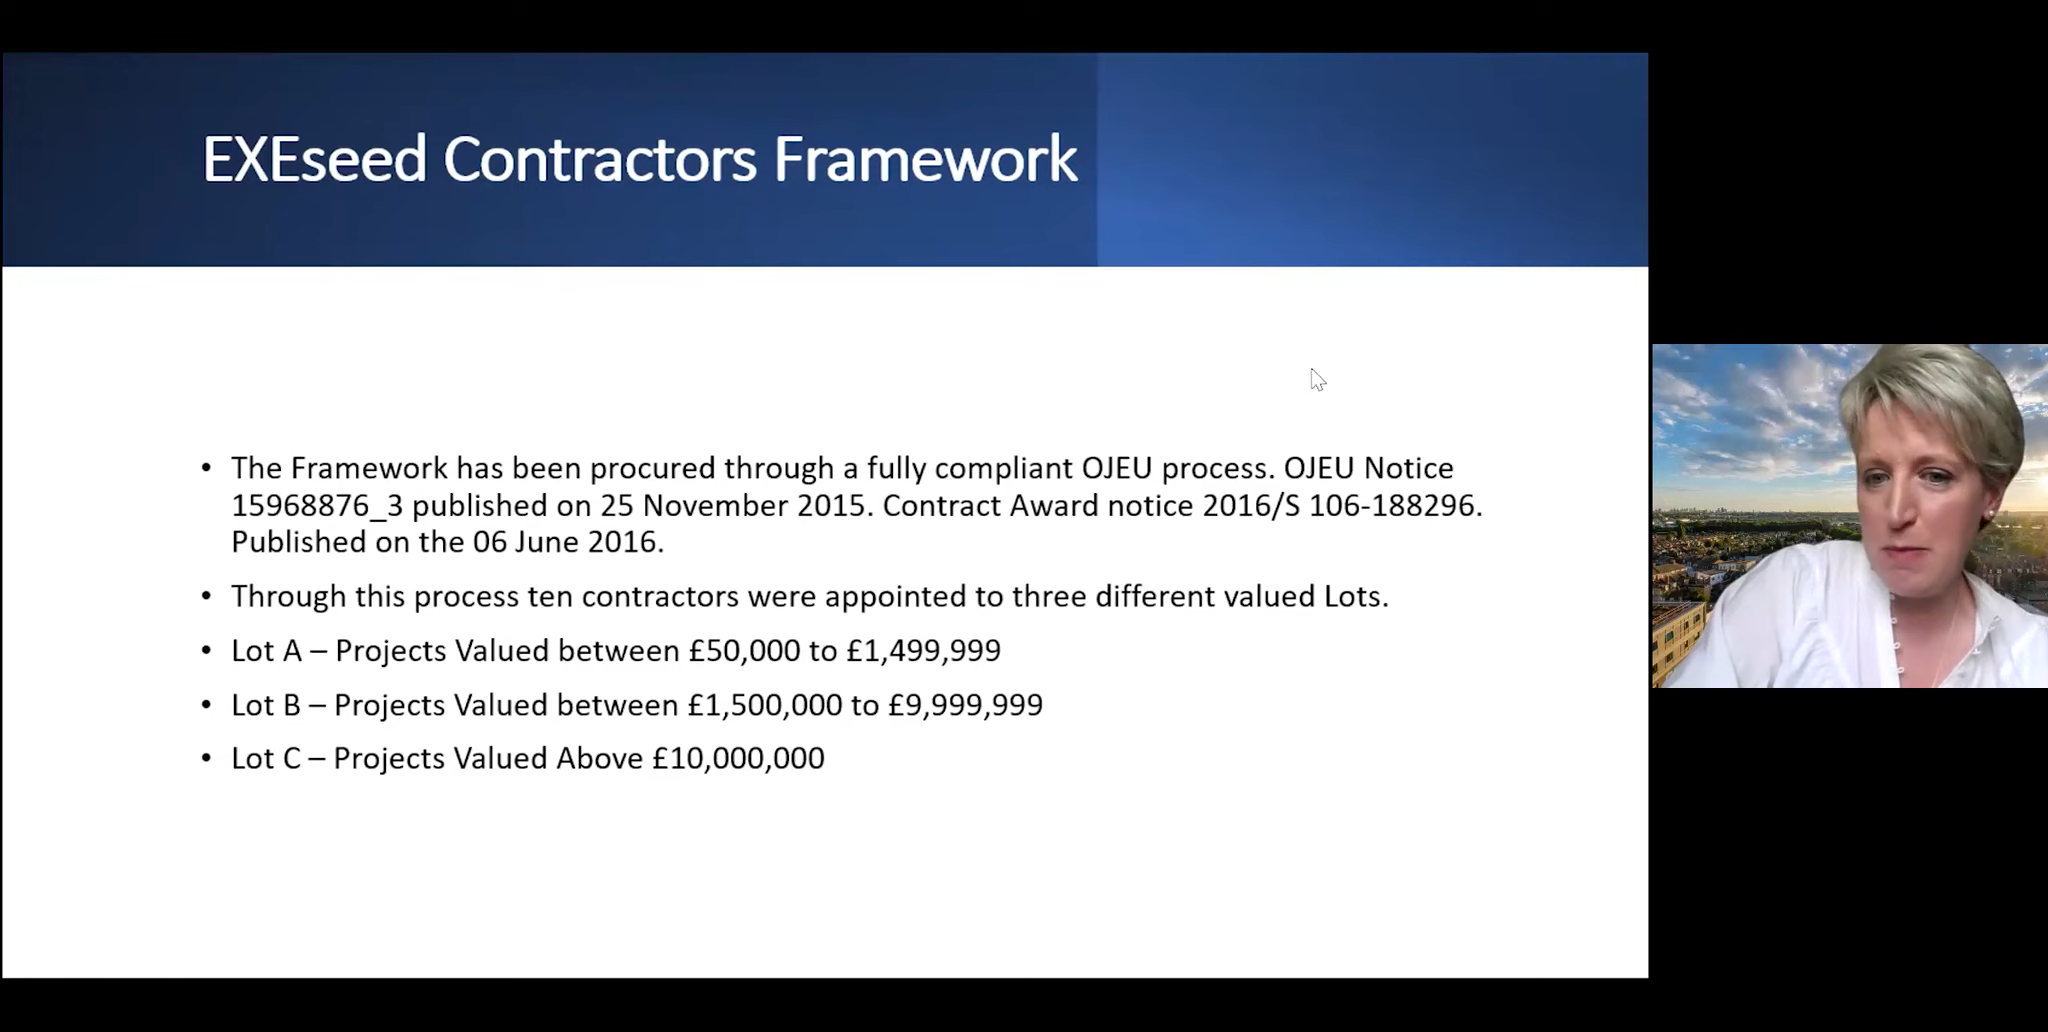 EXEseed Contractors Framework
• The Framework has been procured through a fully compliant OJEU process. OJEU Notice
15968876_3 published on 25 November 2015. Contract Award notice 2016/S 106-188296.
Published on the 06 June 2016.
• Through this process ten contractors were appointed to three different valued Lots.
• Lot A – Projects Valued between £50,000 to £1,499,999
• Lot B – Projects Valued between £1,500,000 to £9,999,999
• Lot C – Projects Valued Above £10,000,000